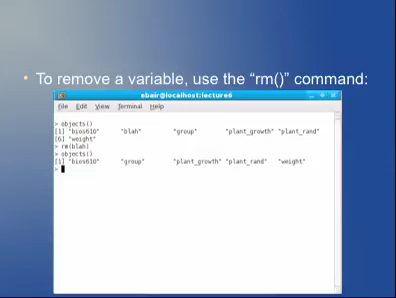 • To remove a variable, use the “rm()” command:
ebair@localhost:lecture6
File Edit View Terminal Help
> objects()
[1] "bios610" "blah" "group" "plant_growth" "plant_rand"
[6] "weight"
> rm(blah)
> objects()
[1] "bios610" "group" "plant_growth" "plant_rand" "weight"
>